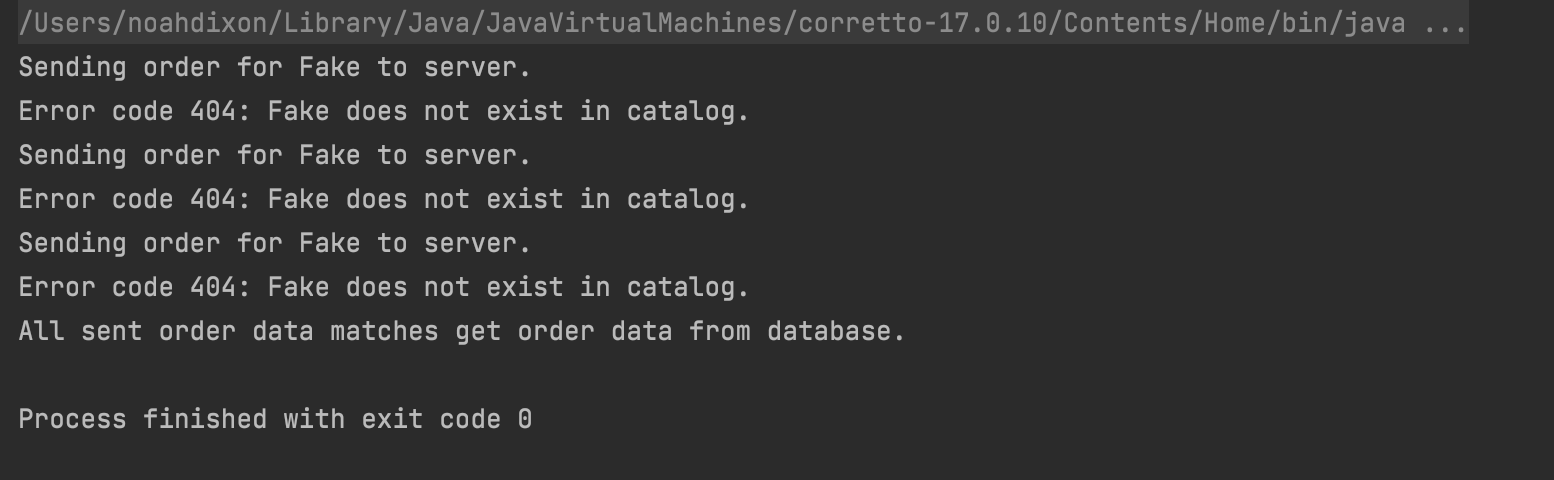 /Users/noahdixon/Library/Java/JavaVirtualMachines/corretto-17.0.10/Contents/Home/bin/java ...
Sending order for Fake to server.
Error code 404: Fake does not exist in catalog.
Sending order for Fake to server.
Error code 404: Fake does not exist in catalog.
Sending order for Fake to server.
Error code 404: Fake does not exist in catalog.
All sent order data matches get order data from database.
Process finished with exit code 0